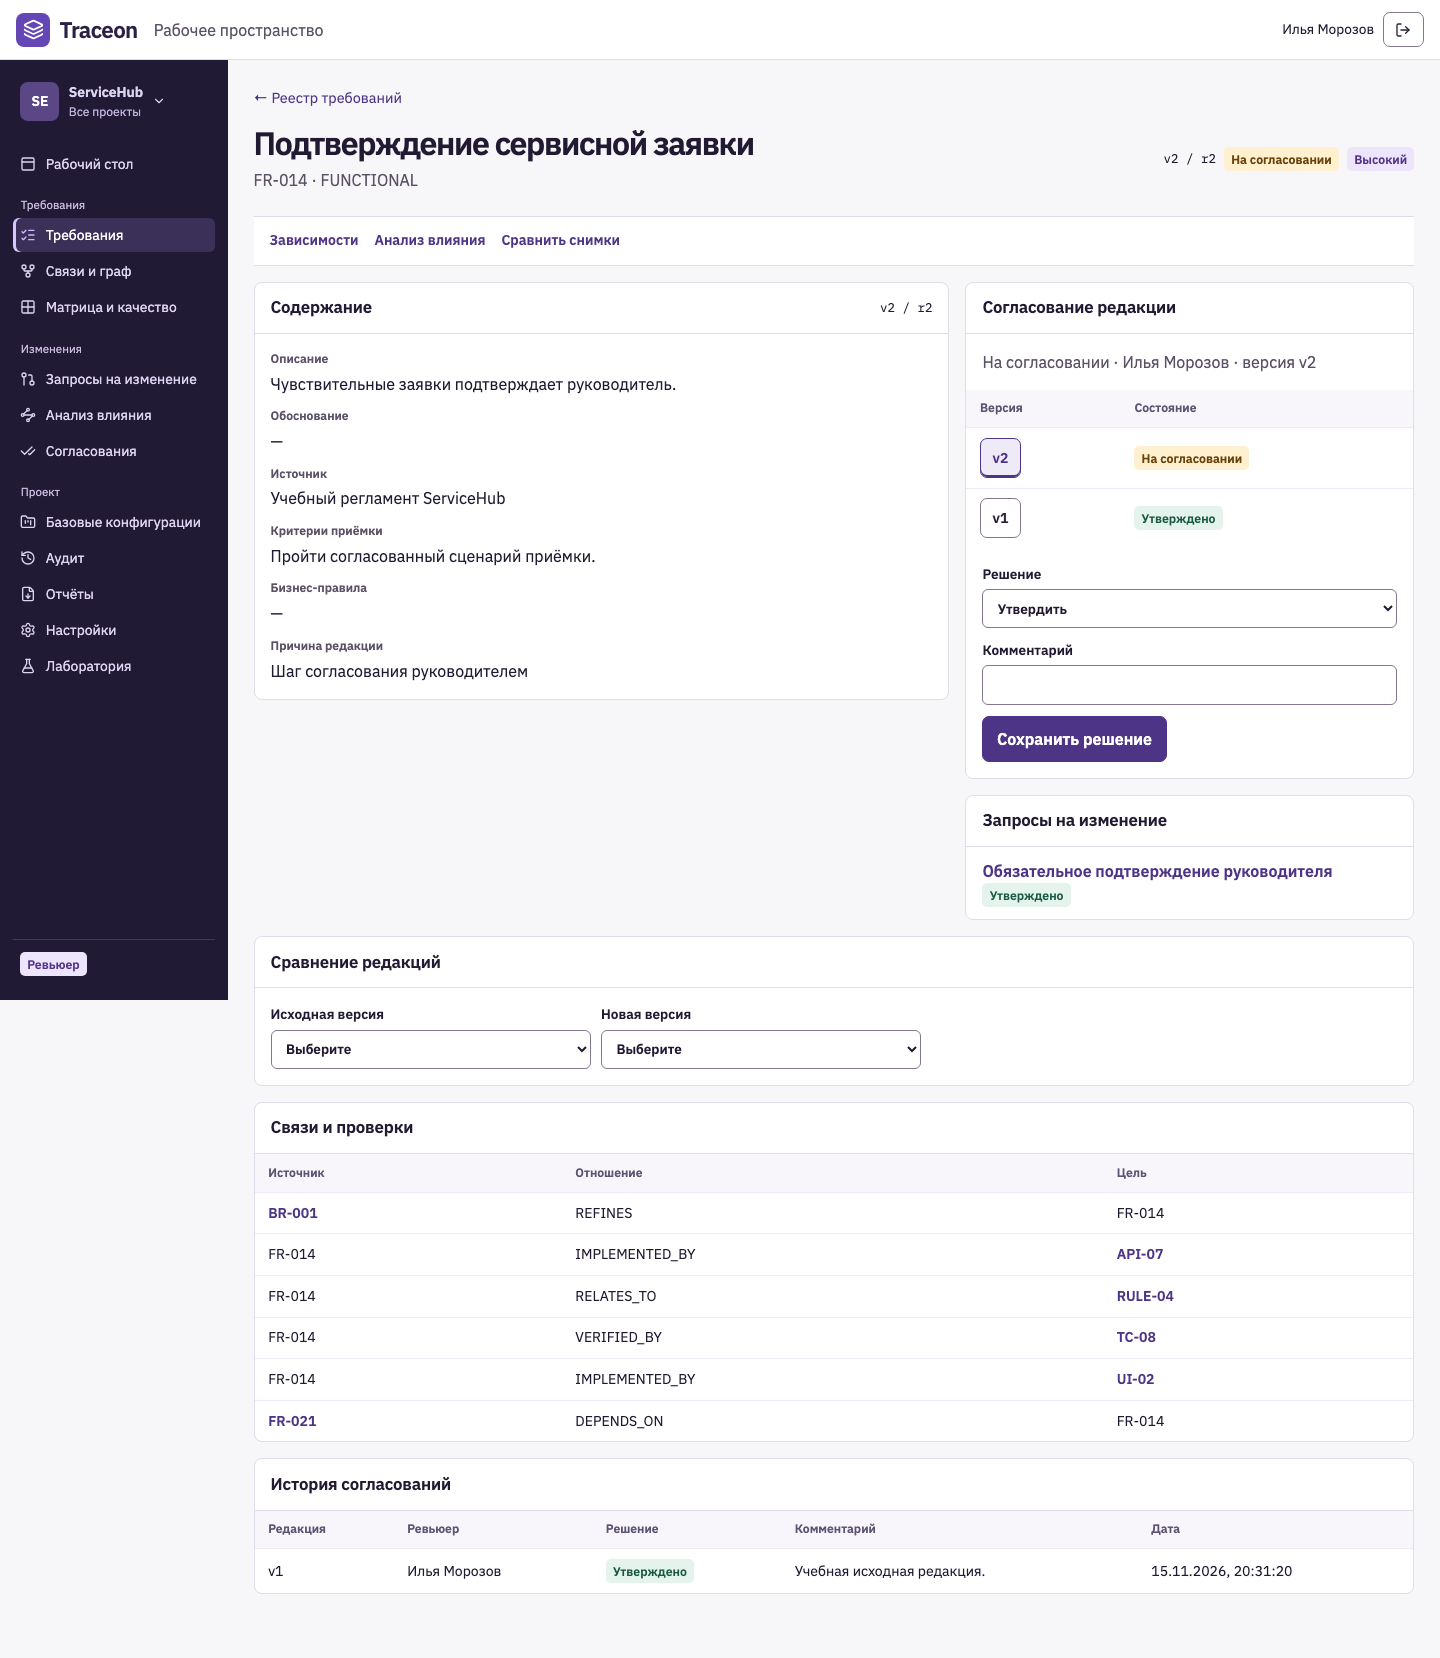 Traceon
Рабочее пространство
Илья Морозов
SE
ServiceHub
Все проекты
Рабочий стол
Требования
Требования
Связи и граф
Матрица и качество
Изменения
Запросы на изменение
Анализ влияния
Согласования
Проект
Базовые конфигурации
Аудит
Отчёты
Настройки
Лаборатория
Ревьюер
← Реестр требований
Подтверждение сервисной заявки
FR-014 · FUNCTIONAL
v2 / r2 На согласовании Высокий
Зависимости Анализ влияния Сравнить снимки
Содержание v2 / r2
Описание
Чувствительные заявки подтверждает руководитель.
Обоснование
—
Источник
Учебный регламент ServiceHub
Критерии приёмки
Пройти согласованный сценарий приёмки.
Бизнес-правила
—
Причина редакции
Шаг согласования руководителем
Согласование редакции
На согласовании · Илья Морозов · версия v2
Версия Состояние
v2 На согласовании
v1 Утверждено
Решение
Утвердить
Комментарий
Сохранить решение
Запросы на изменение
Обязательное подтверждение руководителя
Утверждено
Сравнение редакций
Исходная версия Новая версия
Выберите Выберите
Связи и проверки
Источник Отношение Цель
BR-001 REFINES FR-014
FR-014 IMPLEMENTED_BY API-07
FR-014 RELATES_TO RULE-04
FR-014 VERIFIED_BY TC-08
FR-014 IMPLEMENTED_BY UI-02
FR-021 DEPENDS_ON FR-014
История согласований
Редакция Ревьюер Решение Комментарий Дата
v1 Илья Морозов Утверждено Учебная исходная редакция. 15.11.2026, 20:31:20